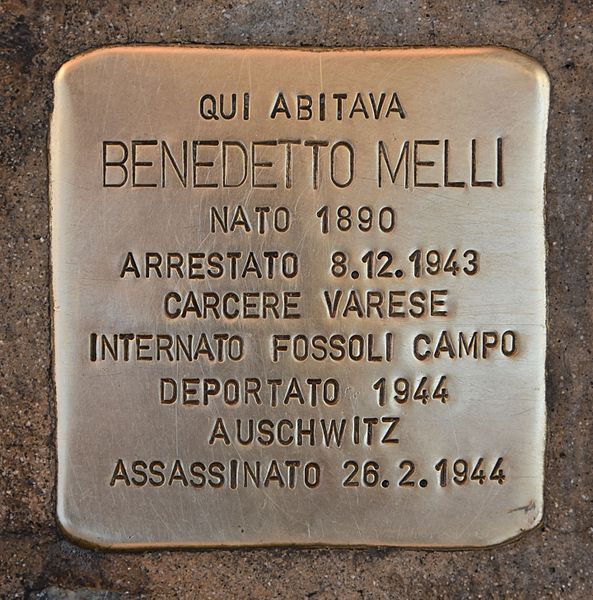 QUI ABITAVA
BENEDETTO MELLI
NATO 1890
ARRESTATO 8.12.1943
CARCERE VARESE
INTERNATO FOSSOLI CAMPO
DEPORTATO 1944
AUSCHWITZ
ASSASSINATO 26.2.1944